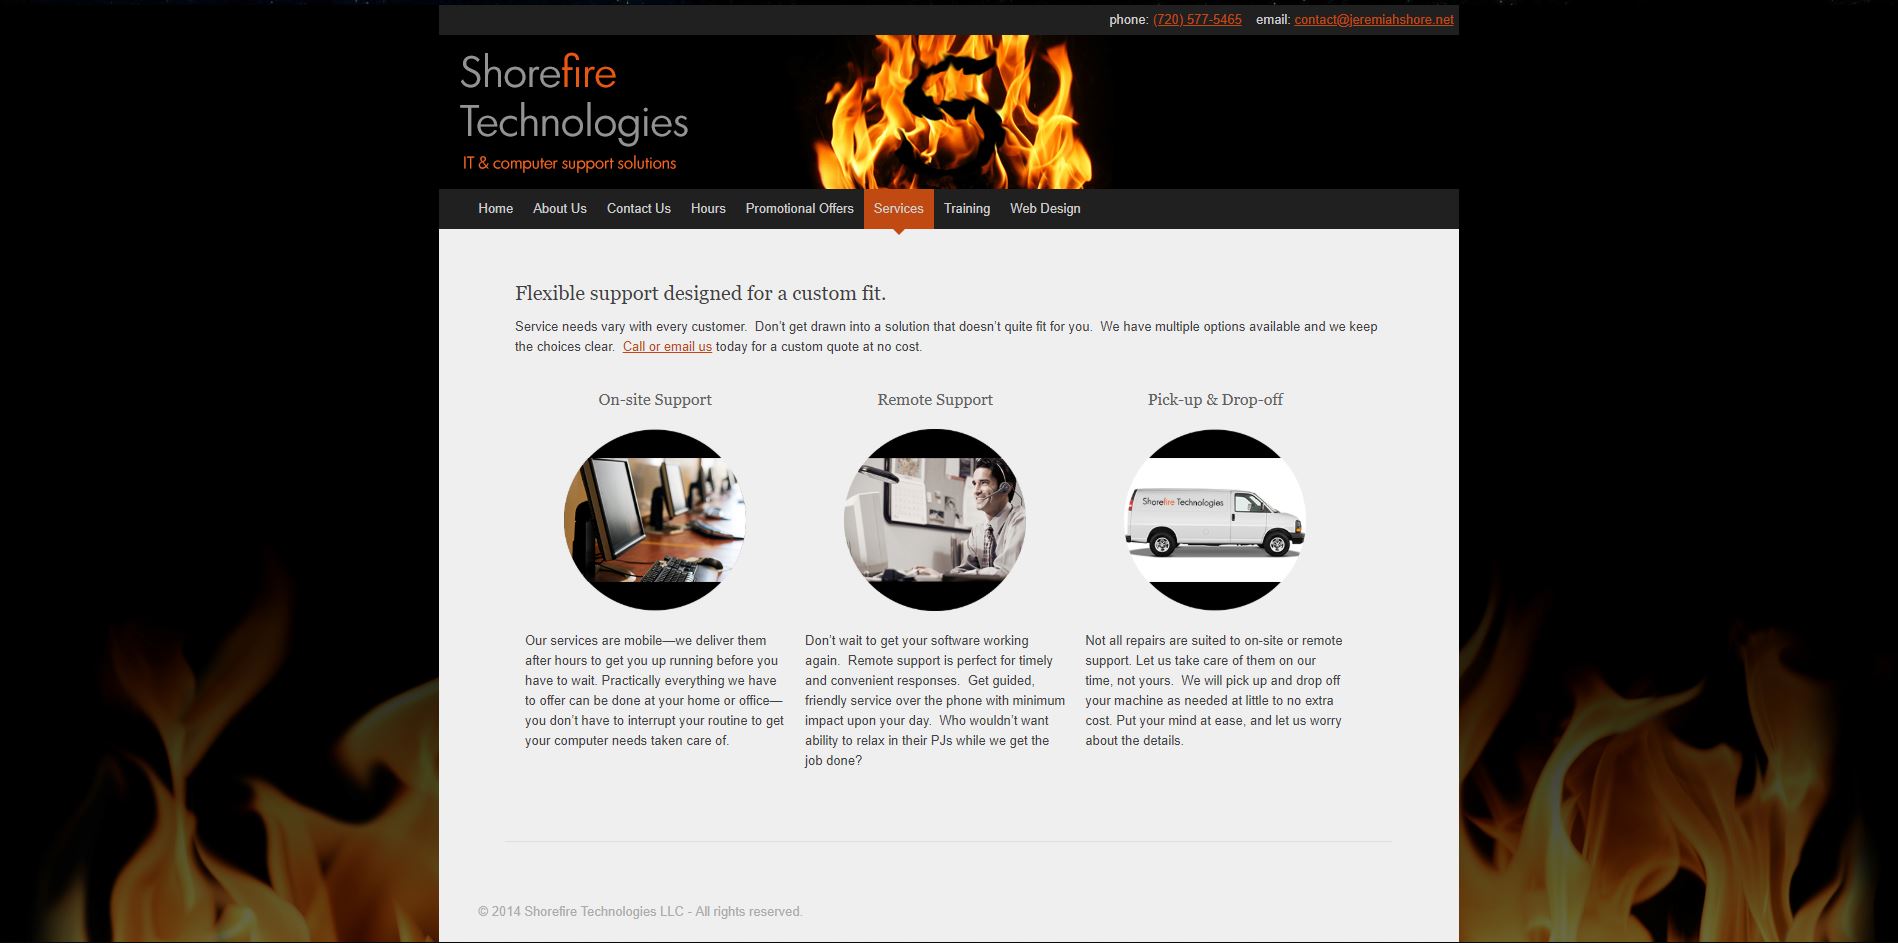 phone: (720) 577-5465 email: contact@jeremiahshore.net
Shorefire
Technologies
IT & computer support solutions
Home About Us Contact Us Hours Promotional Offers Services Training Web Design
Flexible support designed for a custom fit.
Service needs vary with every customer. Don't get drawn into a solution that doesn't quite fit for you. We have multiple options available and we keep
the choices clear. Call or email us today for a custom quote at no cost.
On-site Support
Our services are mobile—we deliver them
after hours to get you up running before you
have to wait. Practically everything we have
to offer can be done at your home or office—
you don't have to interrupt your routine to get
your computer needs taken care of.
Remote Support
Don't wait to get your software working
again. Remote support is perfect for timely
and convenient responses. Get guided,
friendly service over the phone with minimum
impact upon your day. Who wouldn't want
ability to relax in their PJs while we get the
job done?
Pick-up & Drop-off
Shorefire Technologies
Not all repairs are suited to on-site or remote
support. Let us take care of them on our
time, not yours. We will pick up and drop off
your machine as needed at little to no extra
cost. Put your mind at ease, and let us worry
about the details.
© 2014 Shorefire Technologies LLC - All rights reserved.